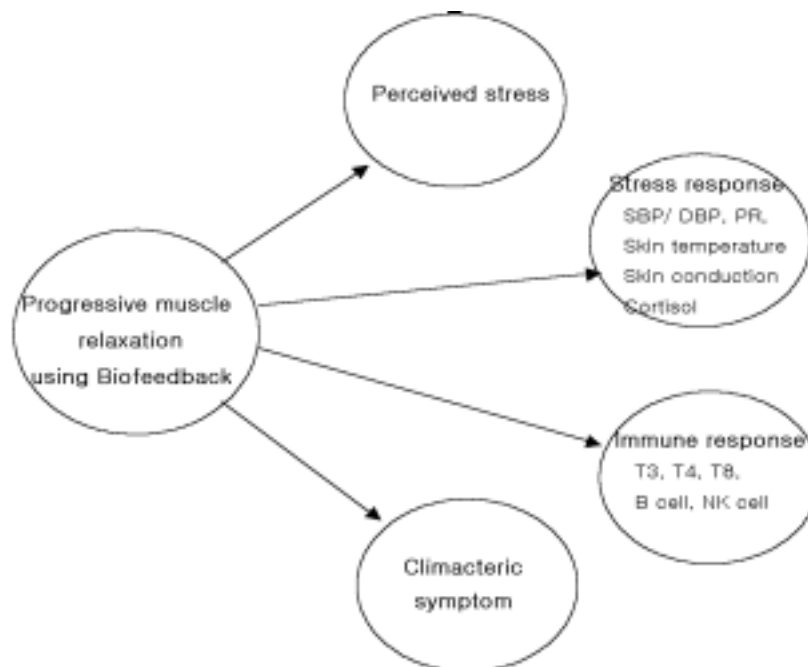 Perceived stress
Stress response
SBP/ DBP, PR,
Skin temperature
Skin conduction
Cortisol
Progressive muscle
relaxation
using Biofeedback
Immune response
T3, T4, T8,
B cell, NK cell
Climacteric
symptom